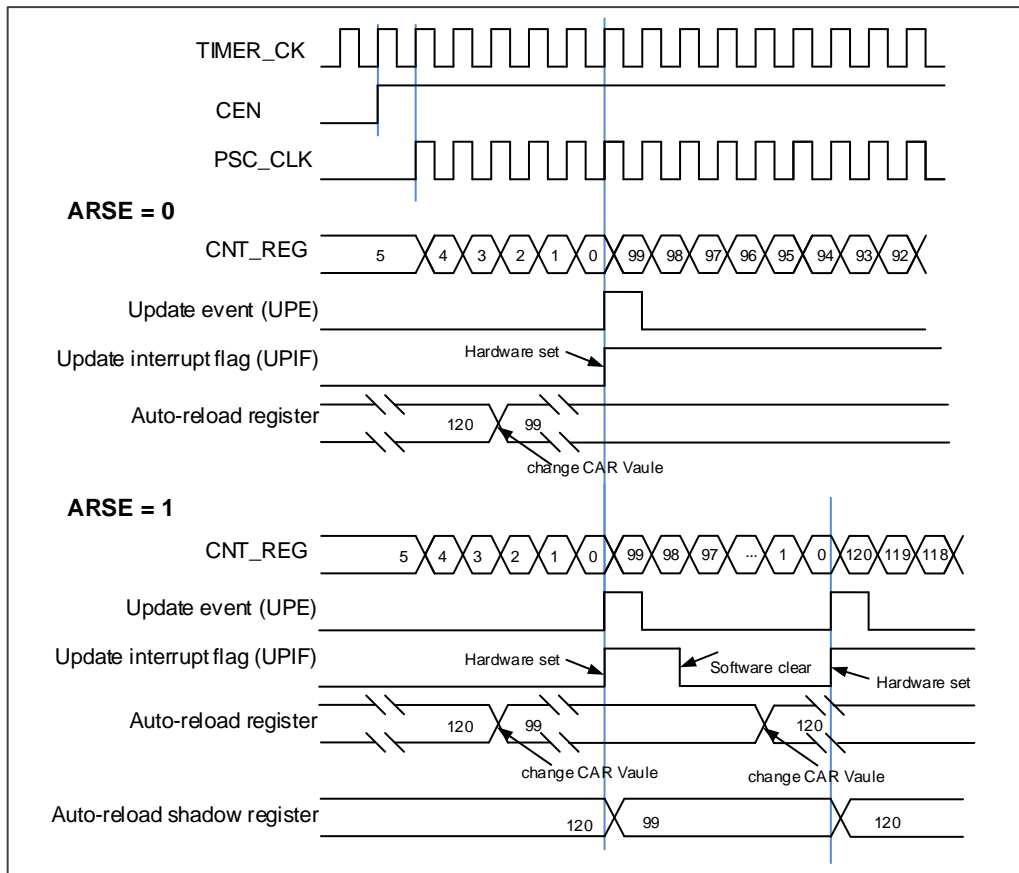 TIMER_CK
CEN
PSC_CLK
ARSE = 0
CNT_REG 5 4 3 2 1 0 99 98 97 96 95 94 93 92
Update event (UPE)
Update interrupt flag (UPIF) Hardware set
Auto-reload register 120 99
change CAR Vaule
ARSE = 1
CNT_REG 5 4 3 2 1 0 99 98 97 ... 1 0 120 119 118
Update event (UPE)
Update interrupt flag (UPIF) Hardware set Software clear Hardware set
Auto-reload register 120 99 120
change CAR Vaule change CAR Vaule
Auto-reload shadow register 120 99 120